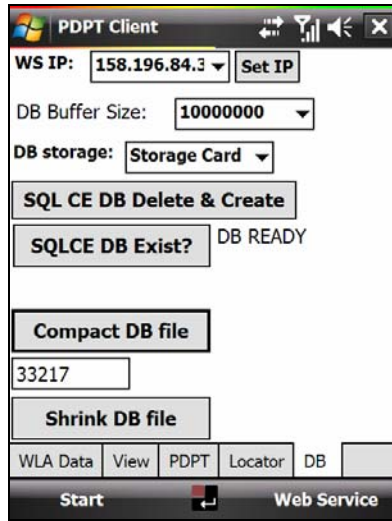 PDPT Client
WS IP: 158.196.84.3 Set IP
DB Buffer Size: 10000000
DB storage: Storage Card
SQL CE DB Delete & Create
SQLCE DB Exist? DB READY
Compact DB file
33217
Shrink DB file
WLA Data View PDPT Locator DB
Start Web Service